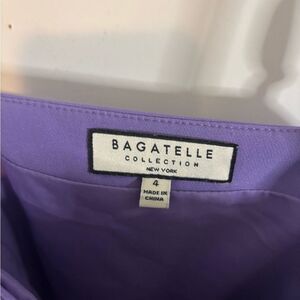 BAGATELLE
COLLECTION
NEW YORK
4
MADE IN
CHINA